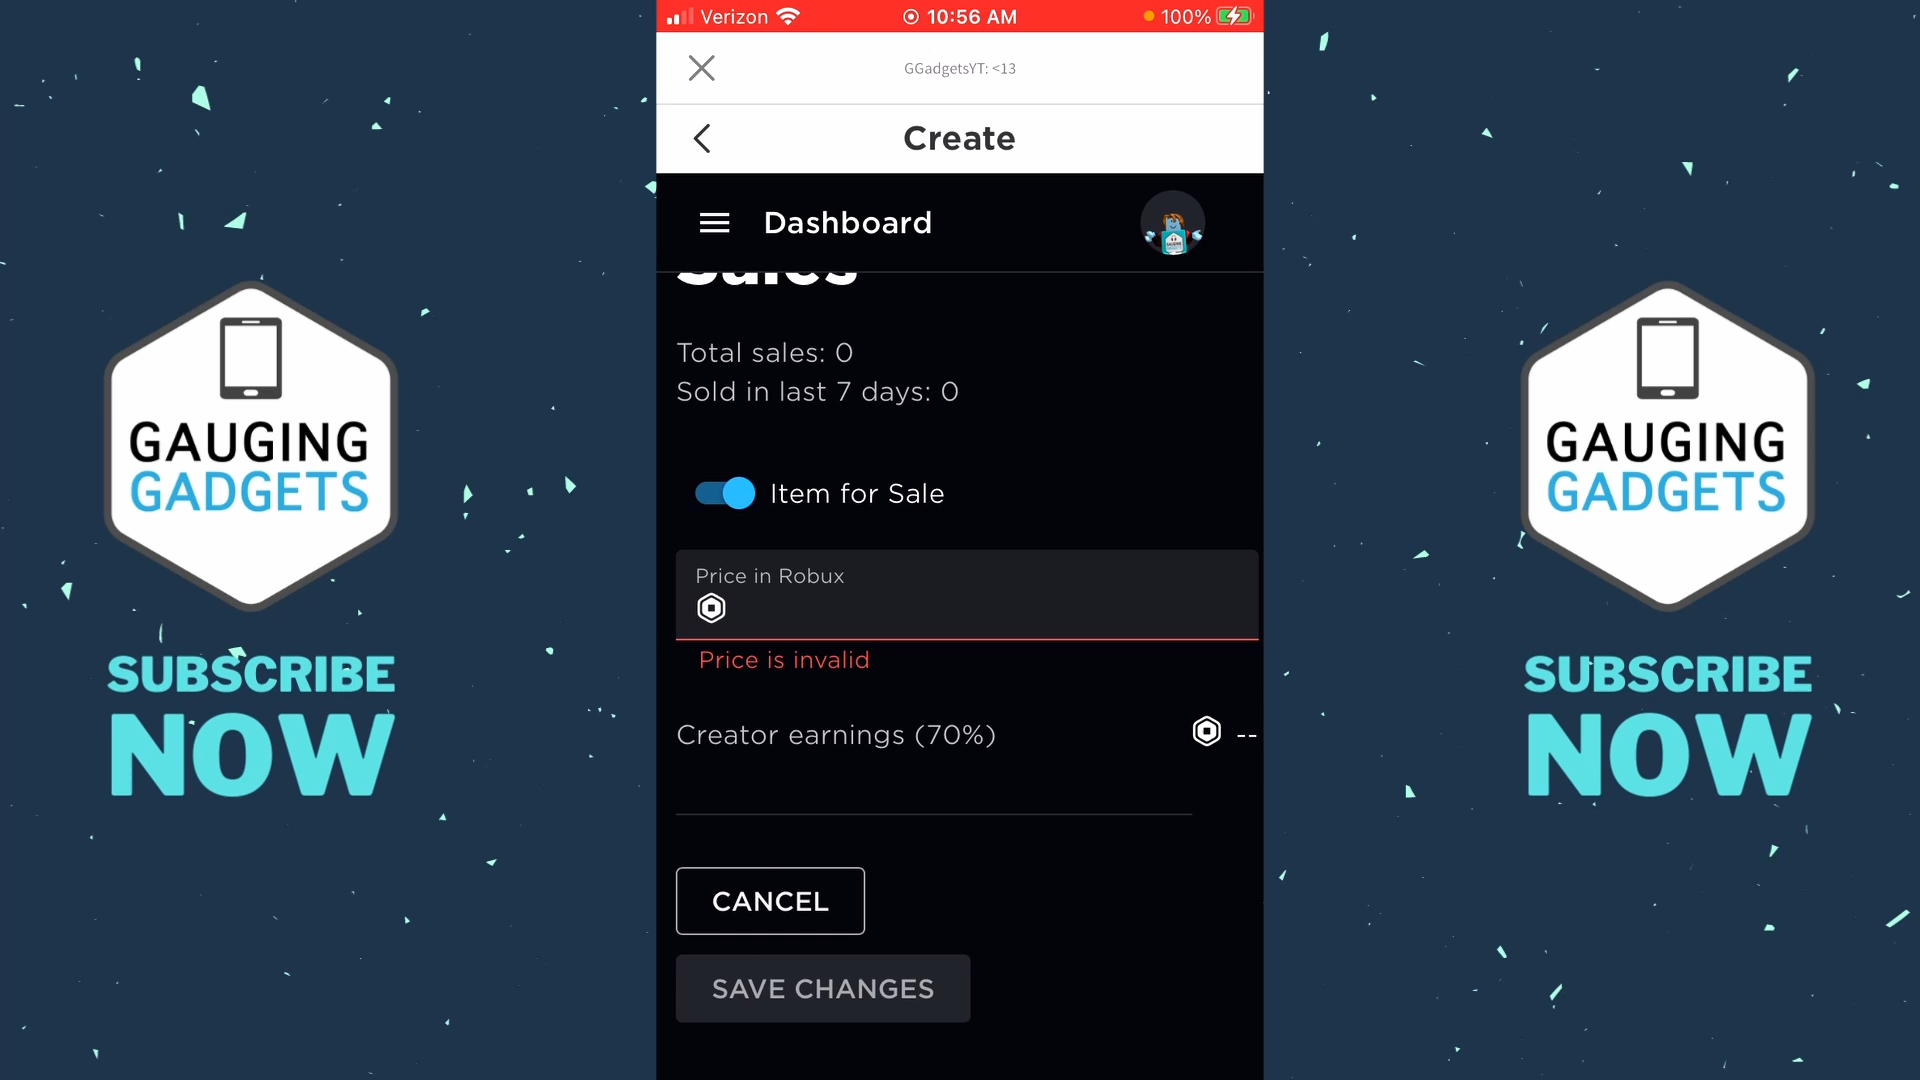 Verizon
10:56 AM
100%
GGadgetsYT: <13
Create
Dashboard
Sales
Total sales: 0
Sold in last 7 days: 0
Item for Sale
Price in Robux
Price is invalid
Creator earnings (70%)
--
CANCEL
SAVE CHANGES
GAUGING
GADGETS
SUBSCRIBE
NOW
GAUGING
GADGETS
SUBSCRIBE
NOW